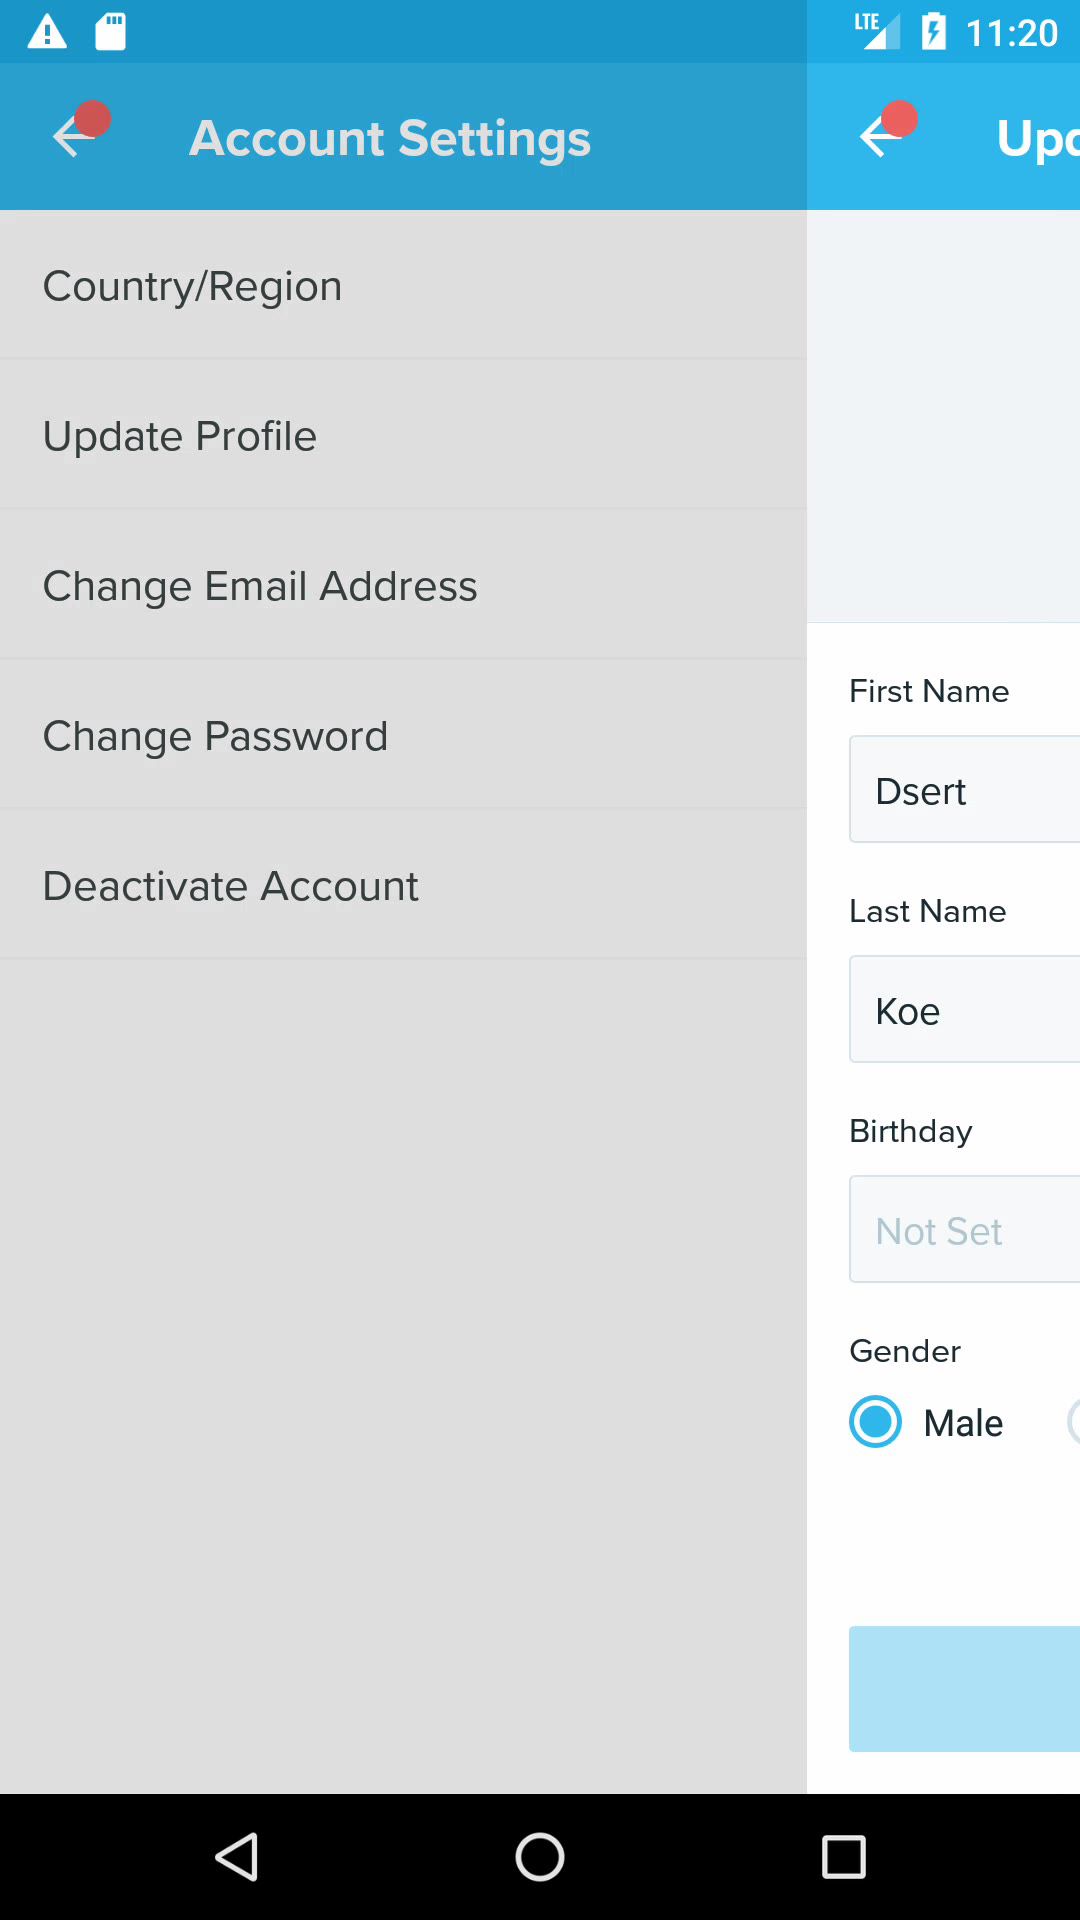 LTE 11:20
Account Settings
Country/Region
Update Profile
Change Email Address
Change Password
Deactivate Account
First Name
Dsert
Last Name
Koe
Birthday
Not Set
Gender
Male